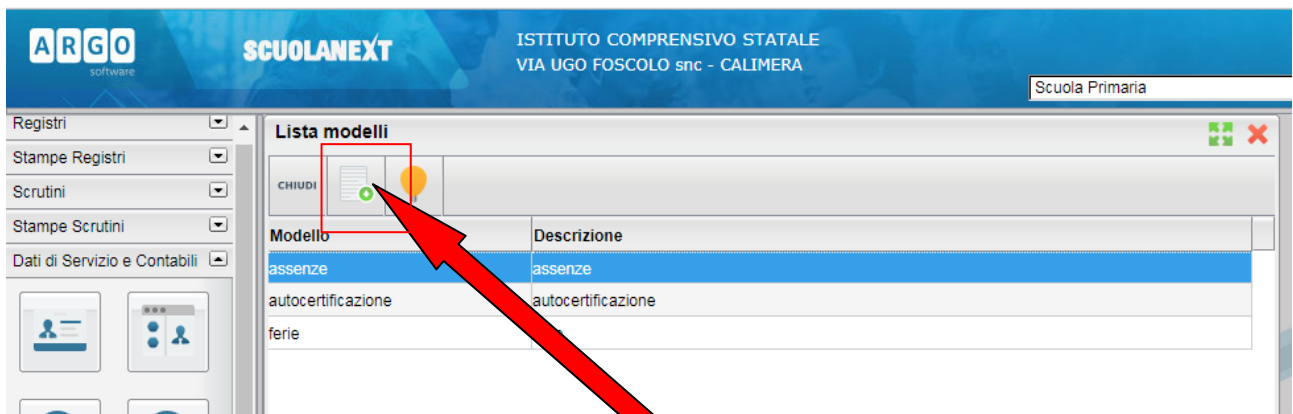 ARGO
software
SCUOLANEXT
ISTITUTO COMPRENSIVO STATALE
VIA UGO FOSCOLO snc - CALIMERA
Scuola Primaria
Registri
Stampe Registri
Scrutini
Stampe Scrutini
Dati di Servizio e Contabili
Lista modelli
CHIUDI
Modello Descrizione
assenze assenze
autocertificazione autocertificazione
ferie